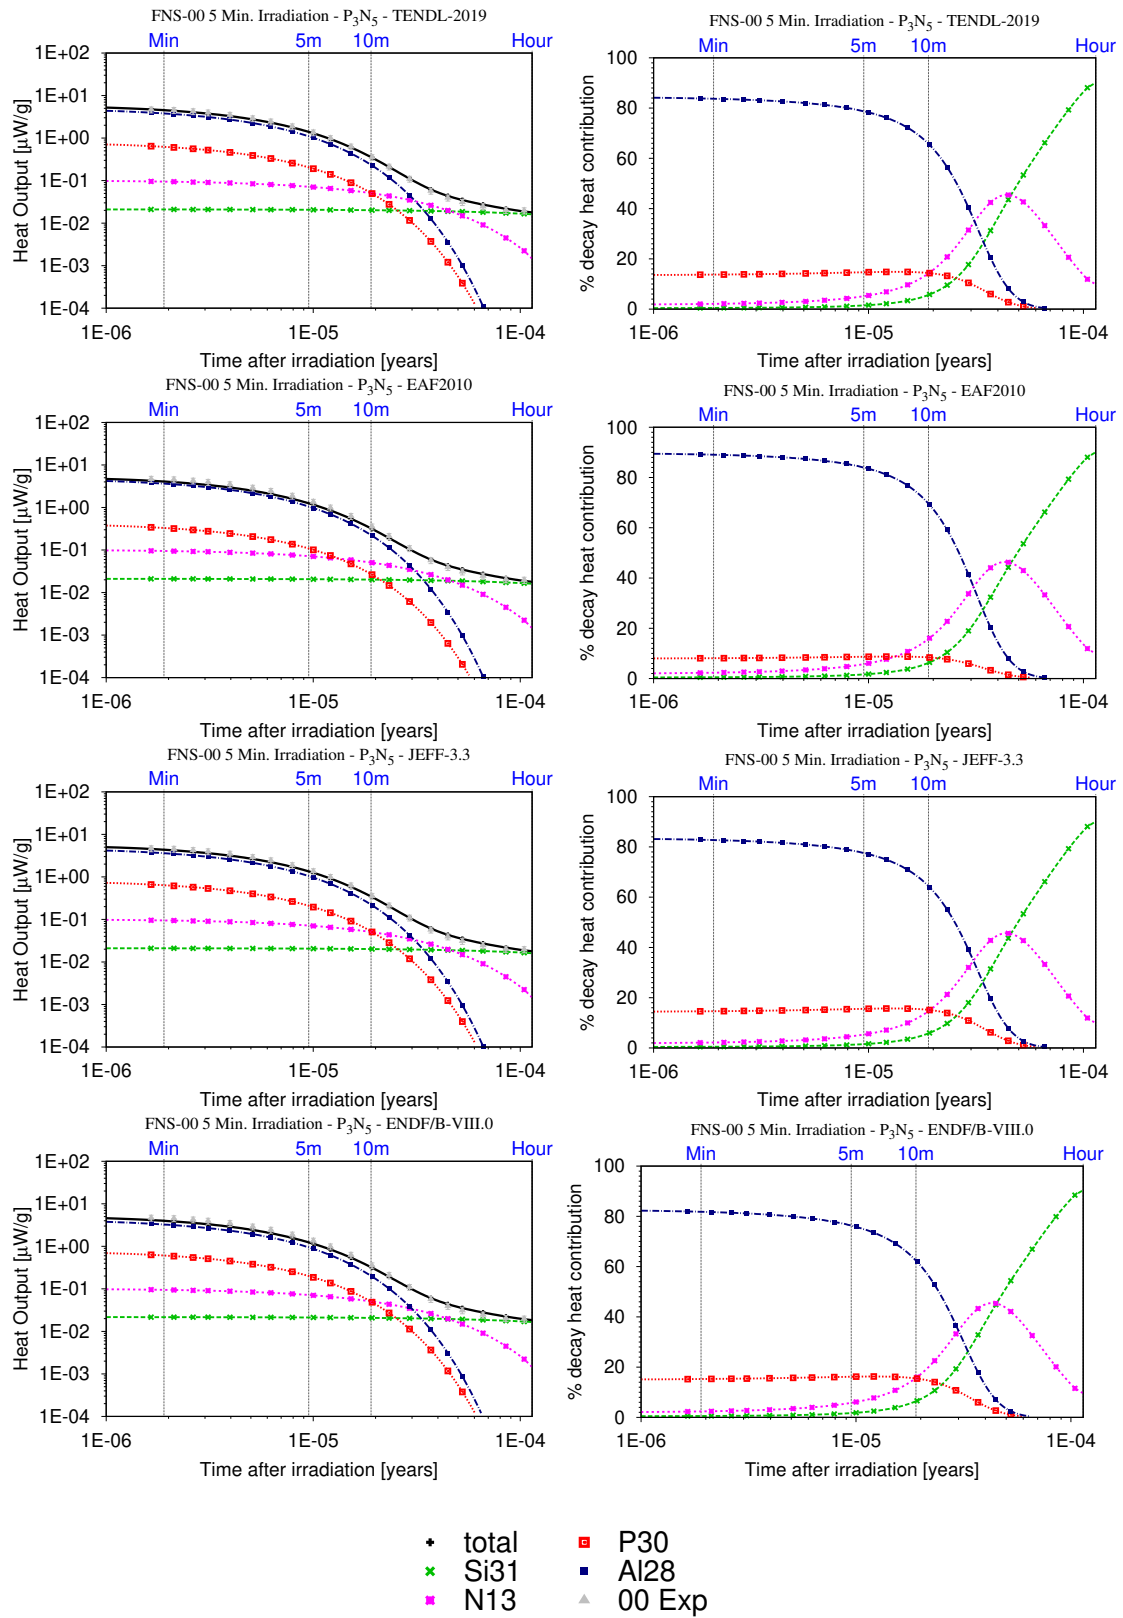 FNS-00 5 Min. Irradiation - P3N5 - TENDL-2019
Min 5m 10m Hour
1E+02
1E+01
1E+00
1E-01
1E-02
1E-03
1E-04
Heat Output [μW/g]
1E-06 1E-05 1E-04
Time after irradiation [years]
FNS-00 5 Min. Irradiation - P3N5 - TENDL-2019
Min 5m 10m Hour
100
80
60
40
20
0
% decay heat contribution
1E-06 1E-05 1E-04
Time after irradiation [years]
FNS-00 5 Min. Irradiation - P3N5 - EAF2010
Min 5m 10m Hour
1E+02
1E+01
1E+00
1E-01
1E-02
1E-03
1E-04
Heat Output [μW/g]
1E-06 1E-05 1E-04
Time after irradiation [years]
FNS-00 5 Min. Irradiation - P3N5 - EAF2010
Min 5m 10m Hour
100
80
60
40
20
0
% decay heat contribution
1E-06 1E-05 1E-04
Time after irradiation [years]
FNS-00 5 Min. Irradiation - P3N5 - JEFF-3.3
Min 5m 10m Hour
1E+02
1E+01
1E+00
1E-01
1E-02
1E-03
1E-04
Heat Output [μW/g]
1E-06 1E-05 1E-04
Time after irradiation [years]
FNS-00 5 Min. Irradiation - P3N5 - JEFF-3.3
Min 5m 10m Hour
100
80
60
40
20
0
% decay heat contribution
1E-06 1E-05 1E-04
Time after irradiation [years]
FNS-00 5 Min. Irradiation - P3N5 - ENDF/B-VIII.0
Min 5m 10m Hour
1E+02
1E+01
1E+00
1E-01
1E-02
1E-03
1E-04
Heat Output [μW/g]
1E-06 1E-05 1E-04
Time after irradiation [years]
FNS-00 5 Min. Irradiation - P3N5 - ENDF/B-VIII.0
Min 5m 10m Hour
100
80
60
40
20
0
% decay heat contribution
1E-06 1E-05 1E-04
Time after irradiation [years]
total P30
Si31 Al28
N13 00 Exp